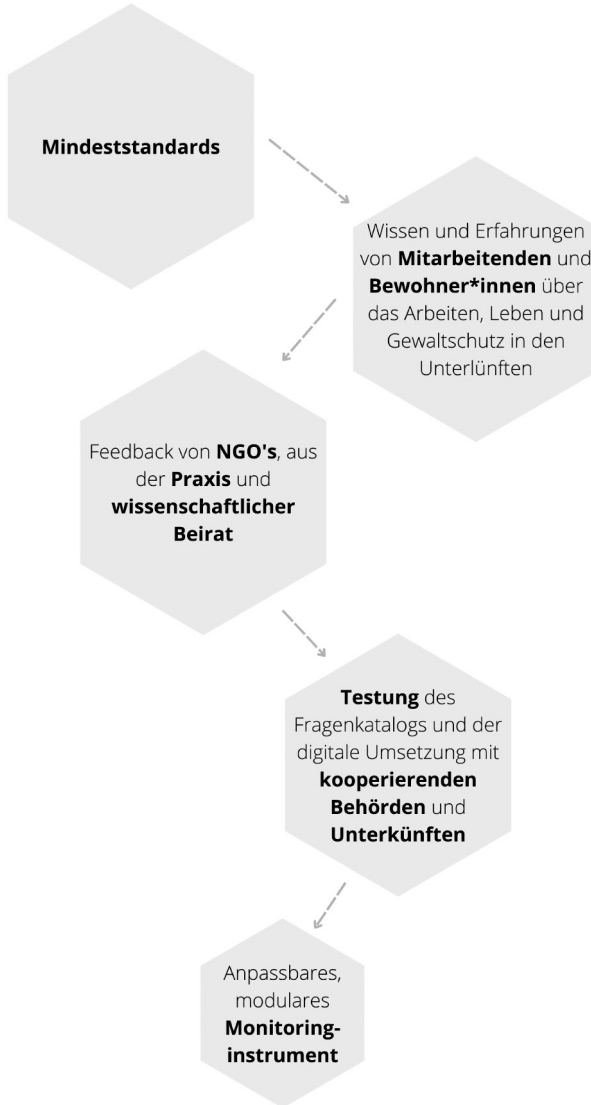 Mindeststandards
Wissen und Erfahrungen
von Mitarbeitenden und
Bewohner*innen über
das Arbeiten, Leben und
Gewaltschutz in den
Unterlünften
Feedback von NGO's, aus
der Praxis und
wissenschaftlicher
Beirat
Testung des
Fragenkatalogs und der
digitale Umsetzung mit
kooperierenden
Behörden und
Unterkünften
Anpassbares,
modulares
Monitoring-
instrument